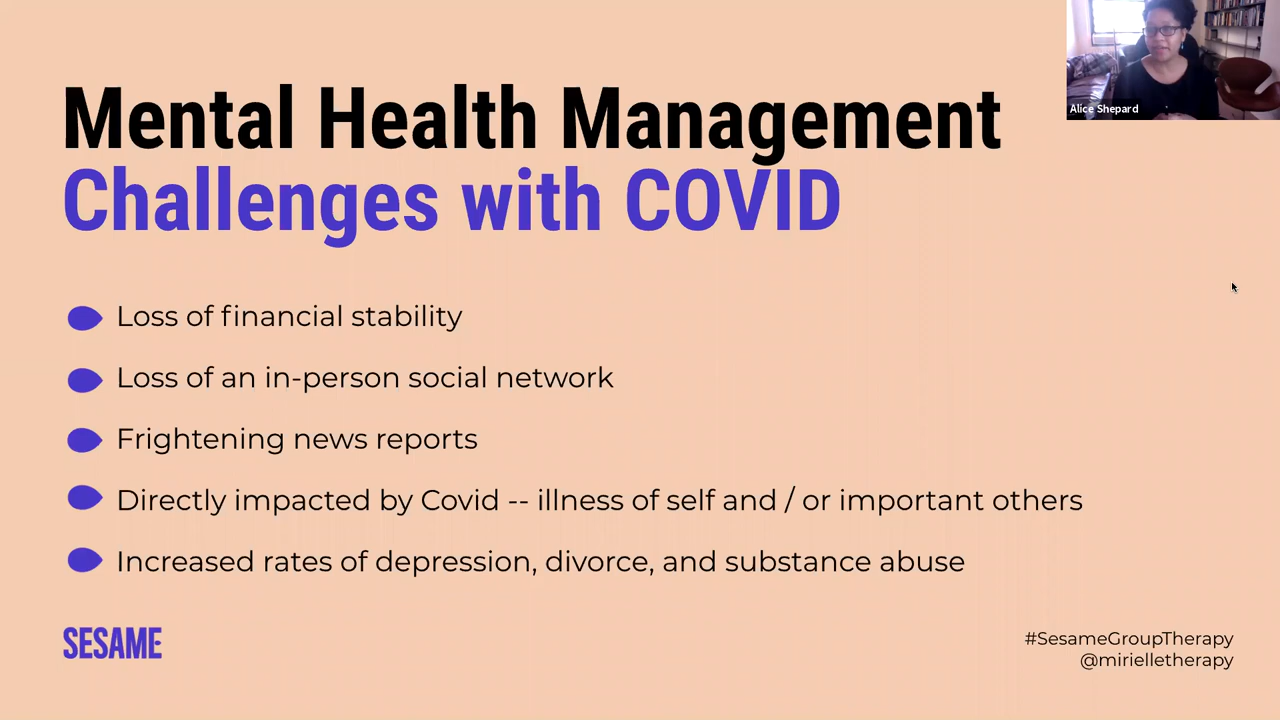 Mental Health Management
Challenges with COVID
Alice Shepard
Loss of financial stability
Loss of an in-person social network
Frightening news reports
Directly impacted by Covid -- illness of self and / or important others
Increased rates of depression, divorce, and substance abuse
SESAME
#SesameGroupTherapy
@mirielletherapy